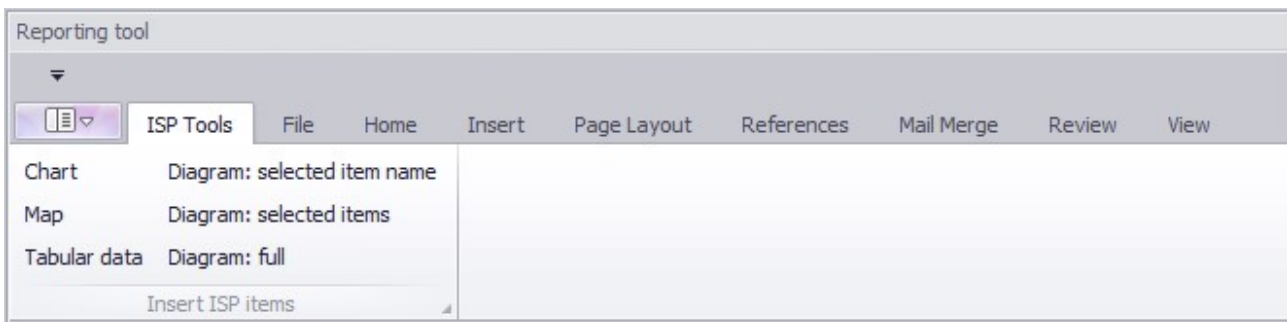 Reporting tool
ISP Tools File Home Insert Page Layout References Mail Merge Review View
Chart Diagram: selected item name
Map Diagram: selected items
Tabular data Diagram: full
Insert ISP items